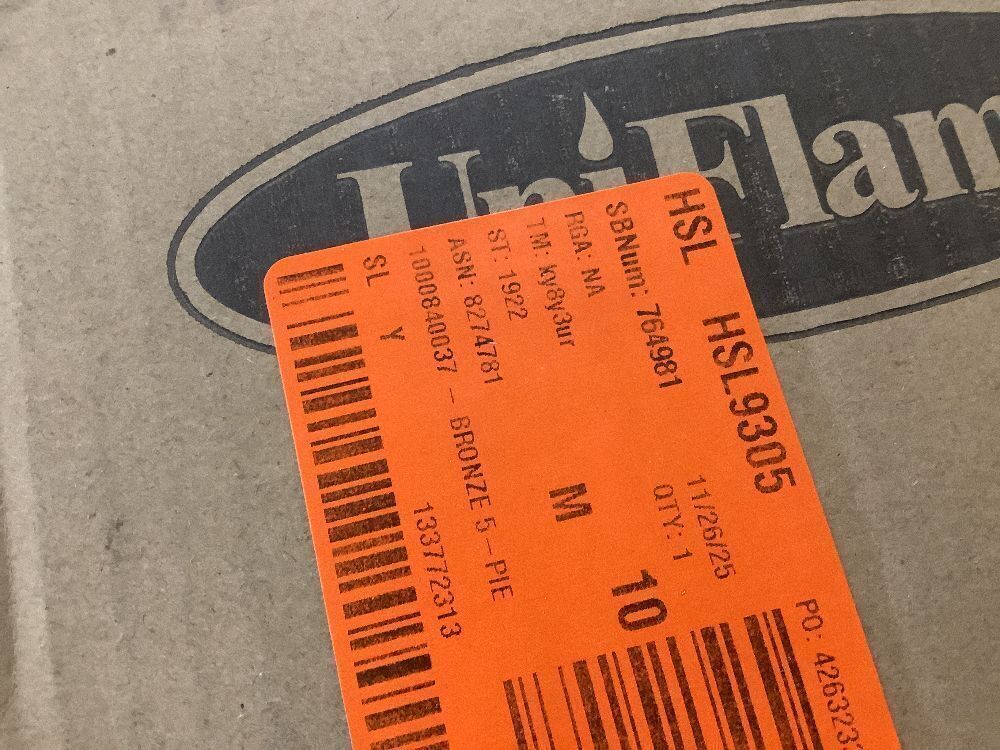 UniFlam
HSL HSL9305
SBNum: 764981 11/26/25 PO: 426323
RGA: NA QTY: 1
TM: xy8y3ur M 10
ST: 1922
ASN: 8274781
1000840037 - BRONZE 5-PIE
SL Y 133772313